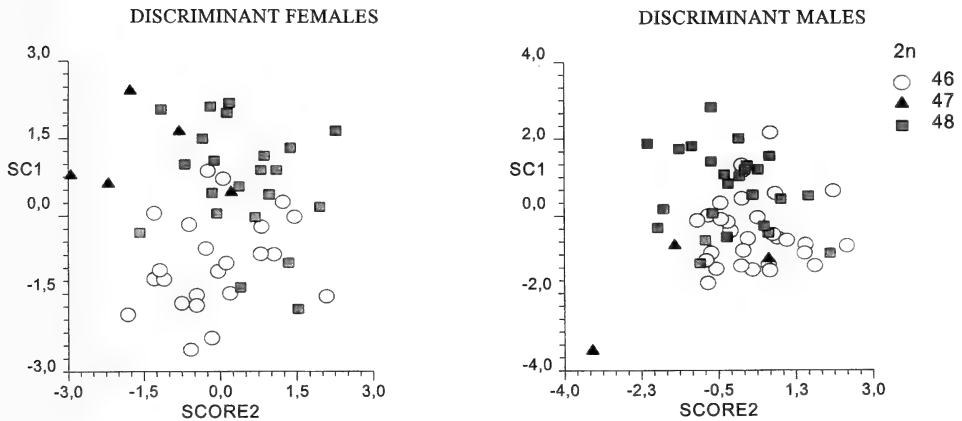 DISCRIMINANT FEMALES
3,0
1,5
SC1
0,0
-1,5
-3,0
-3,0 -1,5 0,0 1,5 3,0
SCORE2
DISCRIMINANT MALES
4,0
2,0
SC1
0,0
-2,0
-4,0
-4,0 -2,3 -0,5 1,3 3,0
SCORE2
2n
46
47
48